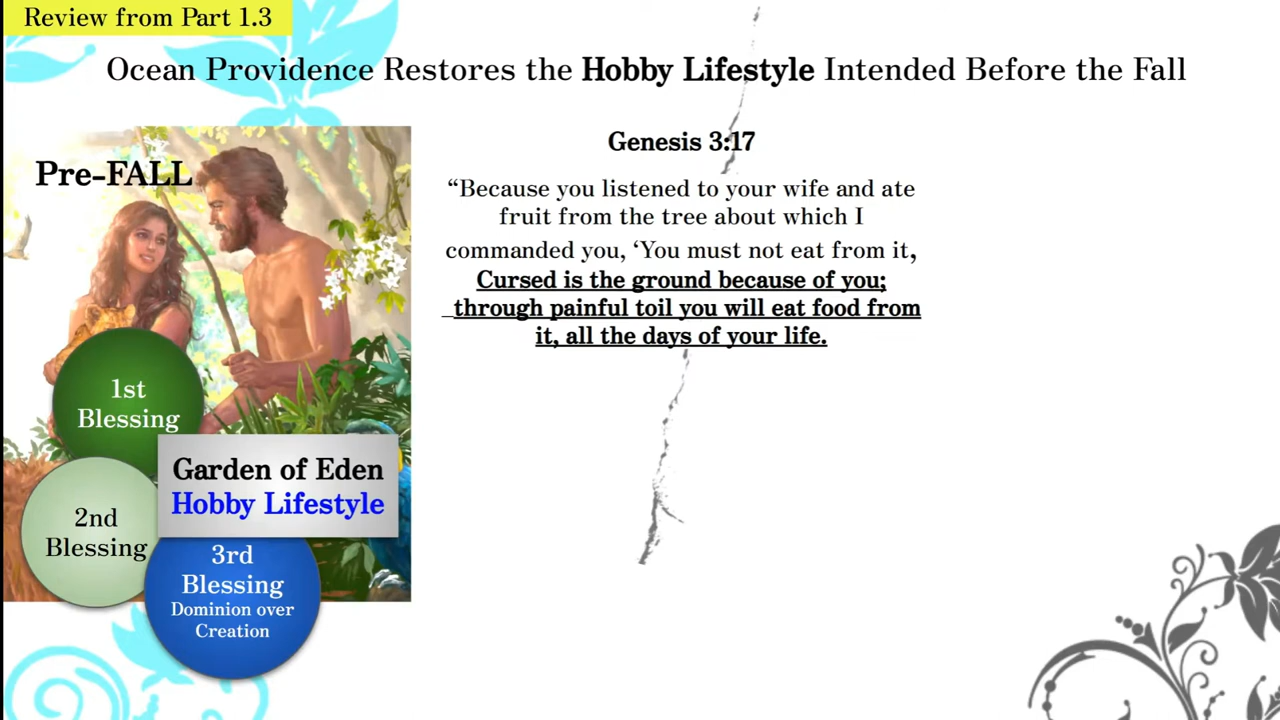 Review from Part 1.3
Ocean Providence Restores the Hobby Lifestyle Intended Before the Fall
Pre-FALL
1st
Blessing
2nd
Blessing
Garden of Eden
Hobby Lifestyle
3rd
Blessing
Dominion over
Creation
Genesis 3:17
“Because you listened to your wife and ate
fruit from the tree about which I
commanded you, ‘You must not eat from it,
Cursed is the ground because of you;
through painful toil you will eat food from
it, all the days of your life.